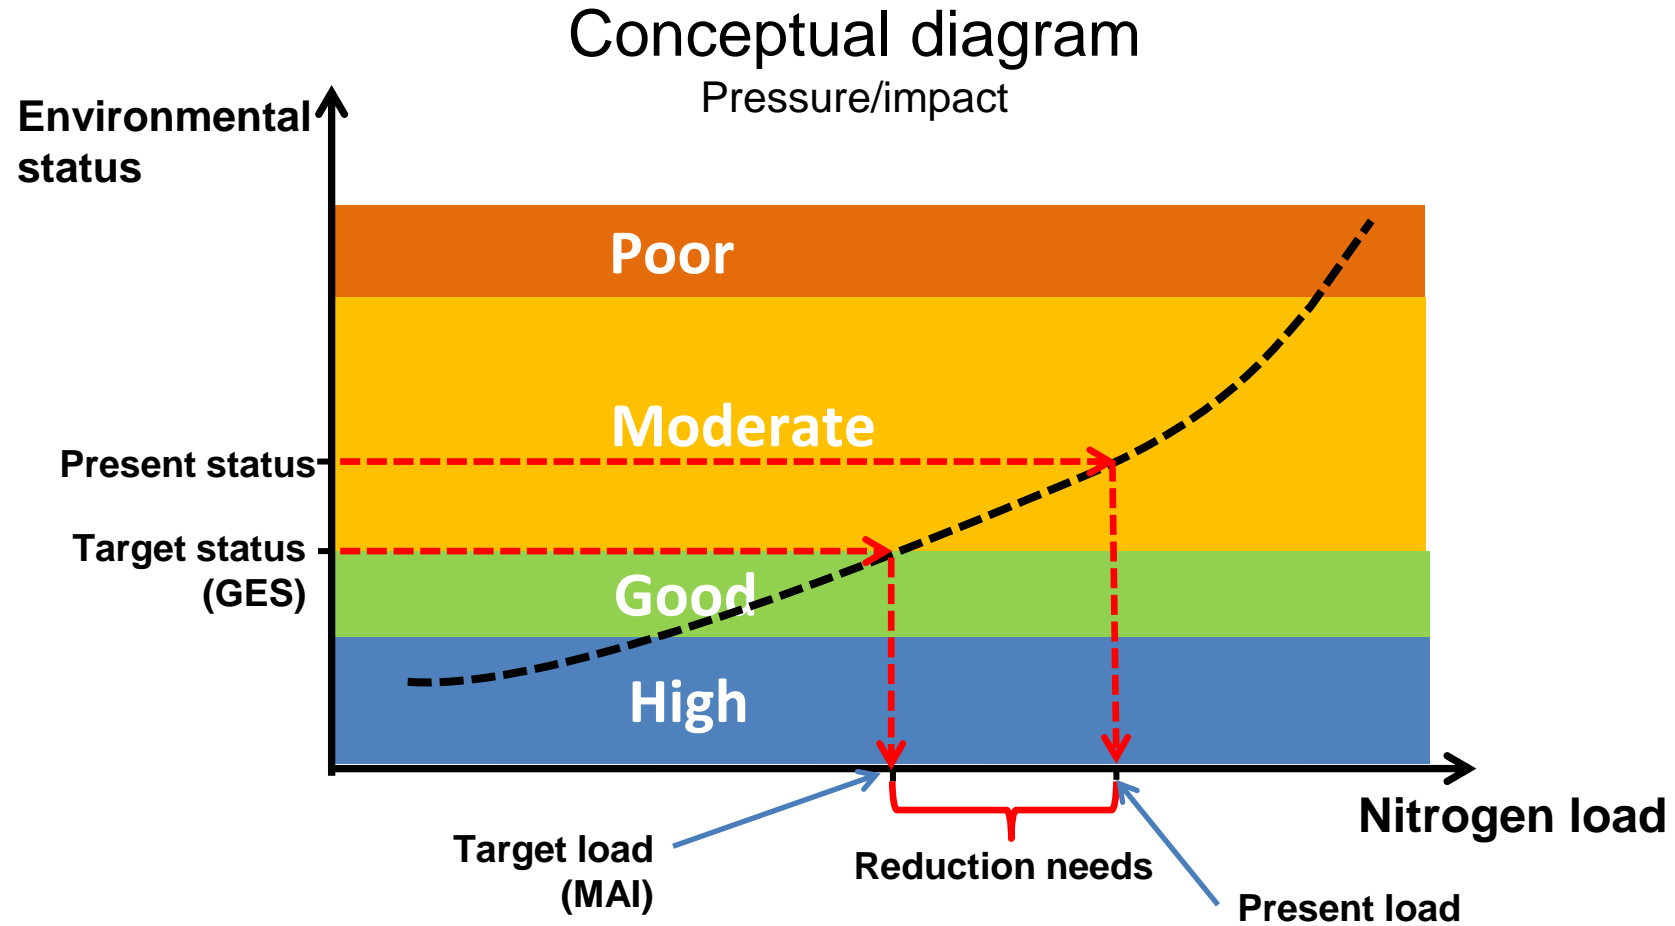 Conceptual diagram
Pressure/impact
Environmental
status
Poor
Moderate
Present status
Target status
(GES)
Good
High
Nitrogen load
Target load
(MAI)
Reduction needs
Present load